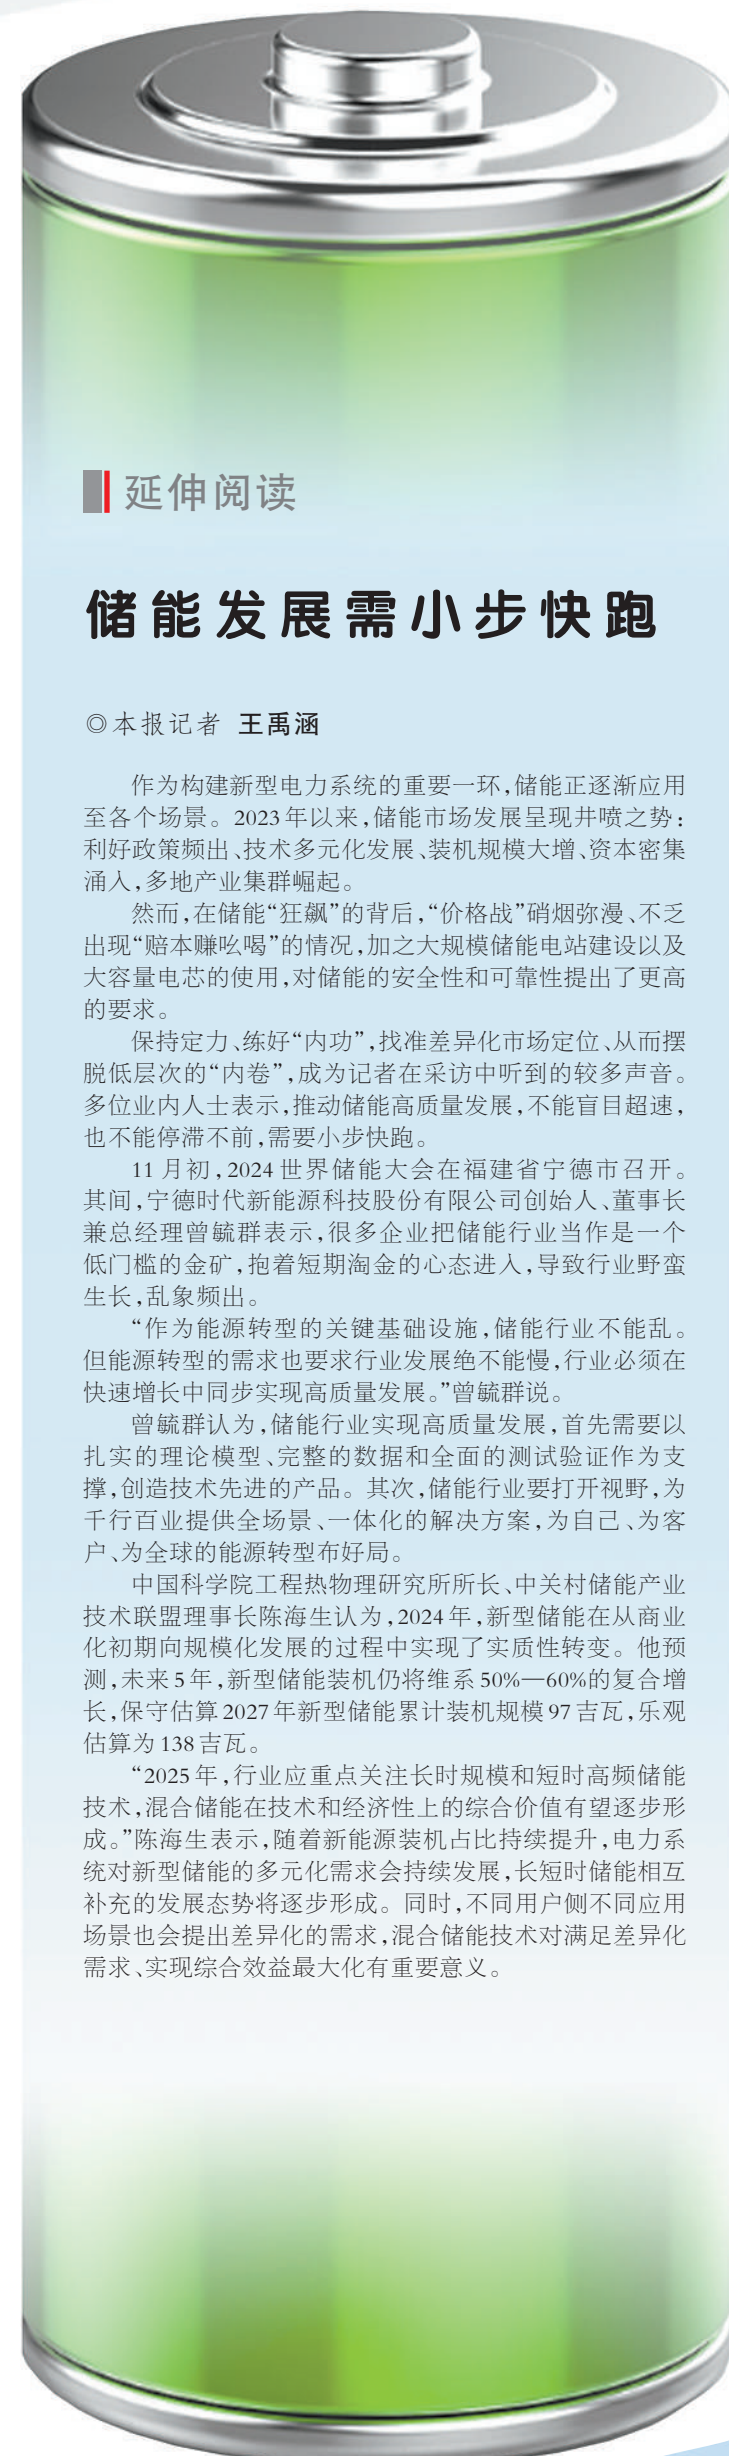 延伸阅读
储能发展需小步快跑
◎本报记者 王禹涵
作为构建新型电力系统的重要一环,储能正逐渐应用
至各个场景。2023年以来,储能市场发展呈现井喷之势:
利好政策频出、技术多元化发展、装机规模大增、资本密集
涌入,多地产业集群崛起。
然而,在储能“狂飙”的背后,“价格战”硝烟弥漫、不乏
出现“赔本赚吆喝”的情况,加之大规模储能电站建设以及
大容量电芯的使用,对储能的安全性和可靠性提出了更高
的要求。
保持定力、练好“内功”,找准差异化市场定位、从而摆
脱低层次的“内卷”,成为记者在采访中听到的较多声音。
多位业内人士表示,推动储能高质量发展,不能盲目超速,
也不能停滞不前,需要小步快跑。
11月初,2024世界储能大会在福建省宁德市召开。
其间,宁德时代新能源科技股份有限公司创始人、董事长
兼总经理曾毓群表示,很多企业把储能行业当作是一个
低门槛的金矿,抱着短期淘金的心态进入,导致行业野蛮
生长,乱象频出。
“作为能源转型的关键基础设施,储能行业不能乱。
但能源转型的需求也要求行业发展绝不能慢,行业必须在
快速增长中同步实现高质量发展。”曾毓群说。
曾毓群认为,储能行业实现高质量发展,首先需要以
扎实的理论模型、完整的数据和全面的测试验证作为支
撑,创造技术先进的产品。其次,储能行业要打开视野,为
千行百业提供全场景、一体化的解决方案,为自己、为客
户、为全球的能源转型布好局。
中国科学院工程热物理研究所所长、中关村储能产业
技术联盟理事长陈海生认为,2024年,新型储能在从商业
化初期向规模化发展的过程中实现了实质性转变。他预
测,未来5年,新型储能装机仍将维系50%—60%的复合增
长,保守估算2027年新型储能累计装机规模97吉瓦,乐观
估算为138吉瓦。
“2025年,行业应重点关注长时规模和短时高频储能
技术,混合储能在技术和经济性上的综合价值有望逐步形
成。”陈海生表示,随着新能源装机占比持续提升,电力系
统对新型储能的多元化需求会持续发展,长短时储能相互
补充的发展态势将逐步形成。同时,不同用户侧不同应用
场景也会提出差异化的需求,混合储能技术对满足差异化
需求、实现综合效益最大化有重要意义。